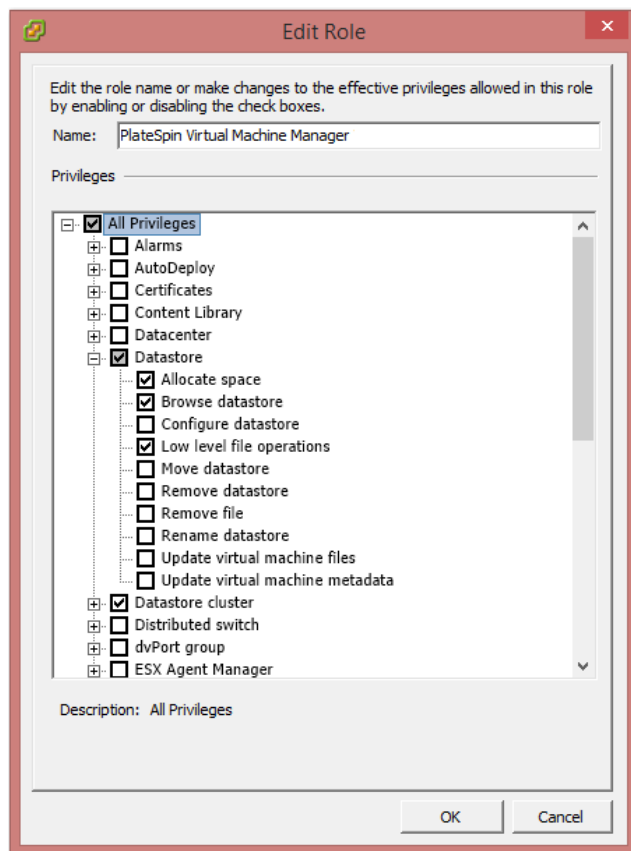 Edit Role
Edit the role name or make changes to the effective privileges allowed in this role
by enabling or disabling the check boxes.
Name: PlateSpin Virtual Machine Manager
Privileges
All Privileges
Alarms
AutoDeploy
Certificates
Content Library
Datacenter
Datastore
Allocate space
Browse datastore
Configure datastore
Low level file operations
Move datastore
Remove datastore
Remove file
Rename datastore
Update virtual machine files
Update virtual machine metadata
Datastore cluster
Distributed switch
dvPort group
ESX Agent Manager
Description: All Privileges
OK Cancel